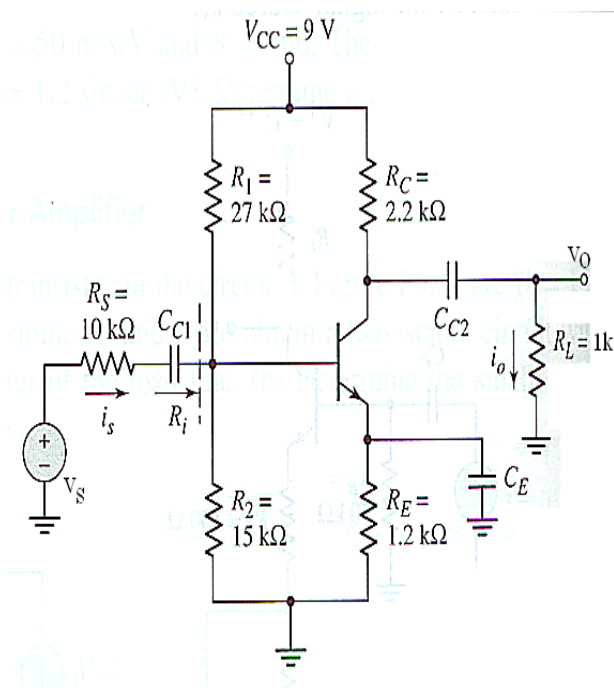 V_CC = 9 V
R_1 =
27 kΩ
R_C =
2.2 kΩ
V_O
R_S =
10 kΩ
C_C1
C_C2
i_o
R_L = 1k
i_s
R_i
+
−
V_S
R_2 =
15 kΩ
R_E =
1.2 kΩ
C_E
= 50 mA/V and
The
Amplifier